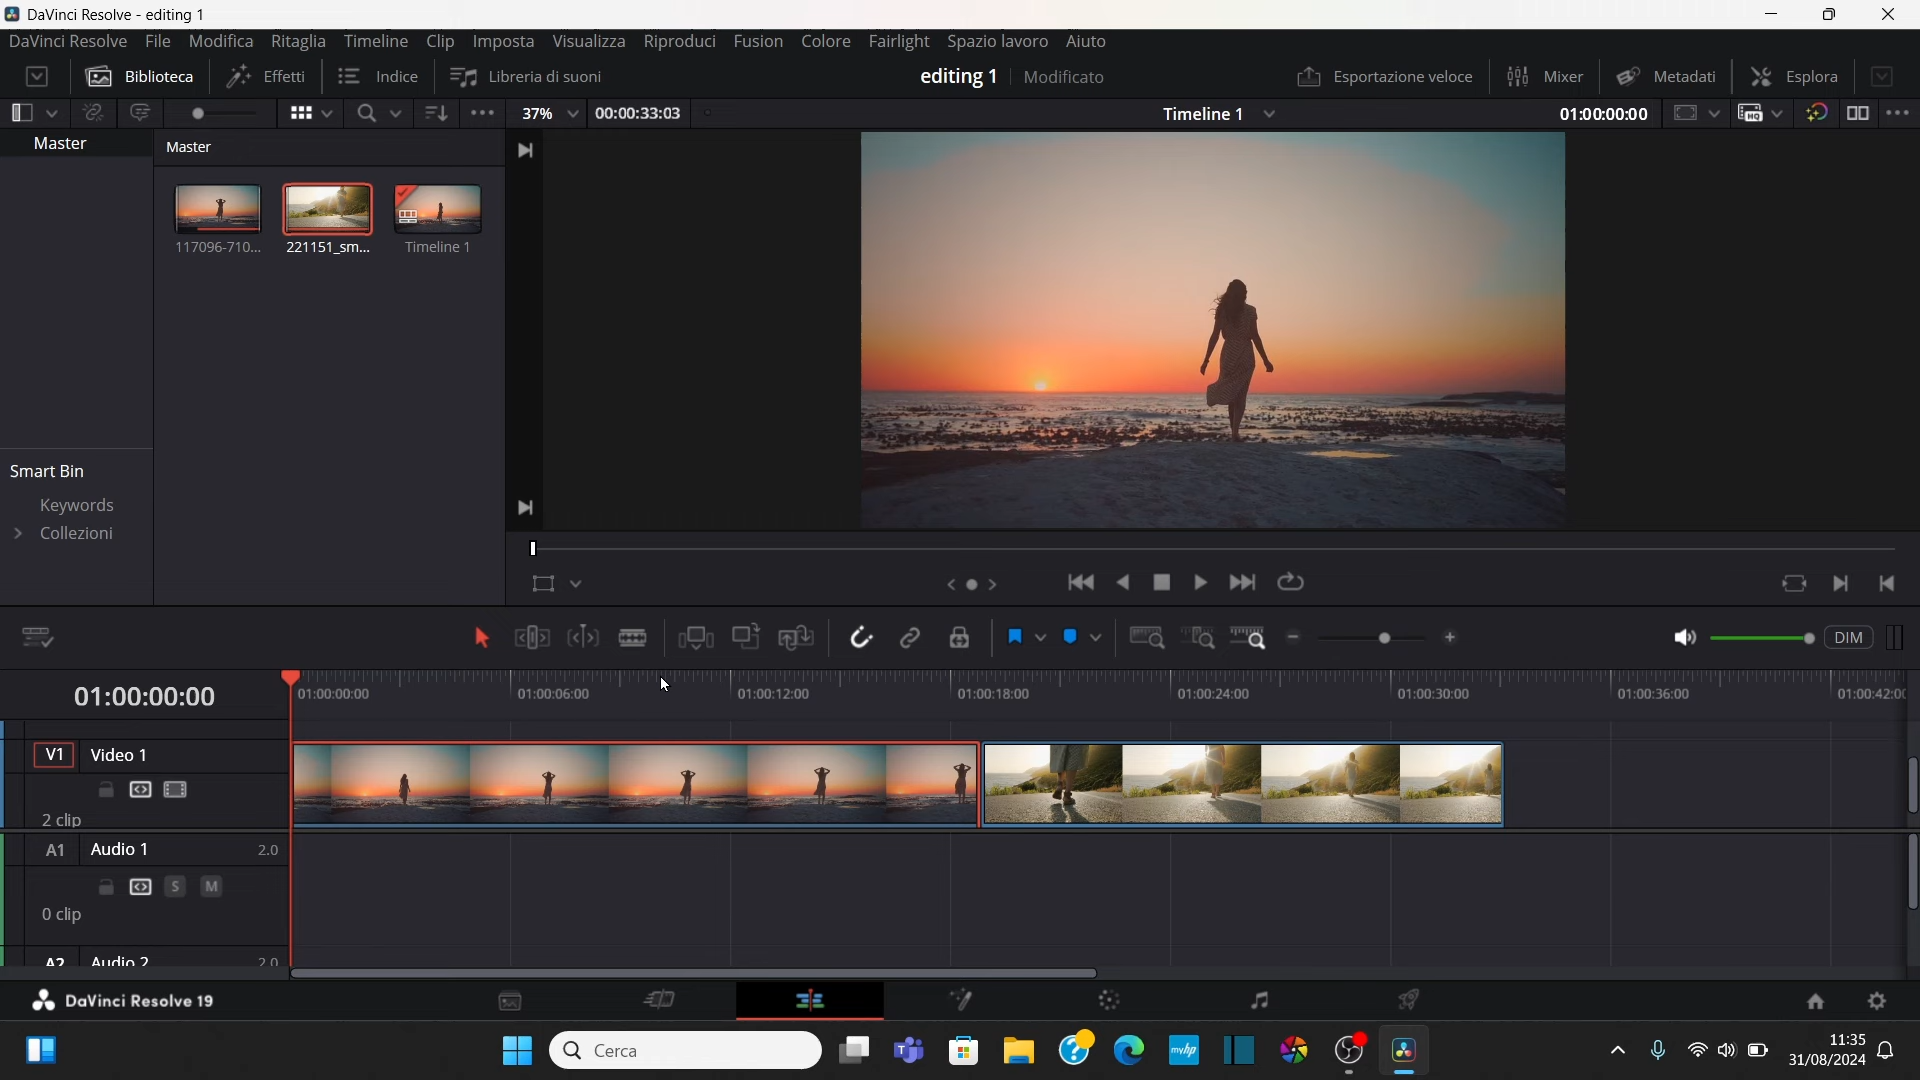 DaVinci Resolve - editing 1
DaVinci Resolve File Modifica Ritaglia Timeline Clip Imposta Visualizza Riproduci Fusion Colore Fairlight Spazio lavoro Aiuto
Biblioteca Effetti Indice Libreria di suoni editing 1 Modificato Esportazione veloce Mixer Metadati Esplora
37% 00:00:33:03 Timeline 1 01:00:00:00
Master Master
117096-710... 221151_sm... Timeline 1
Smart Bin
Keywords
Collezioni
DIM
01:00:00:00 01:00:00:00 01:00:06:00 01:00:12:00 01:00:18:00 01:00:24:00 01:00:30:00 01:00:36:00 01:00:42:00
V1 Video 1
2 clip
A1 Audio 1 2.0
S M
0 clip
A2 Audio 2 2.0
DaVinci Resolve 19
Cerca
myhp
11:35
31/08/2024